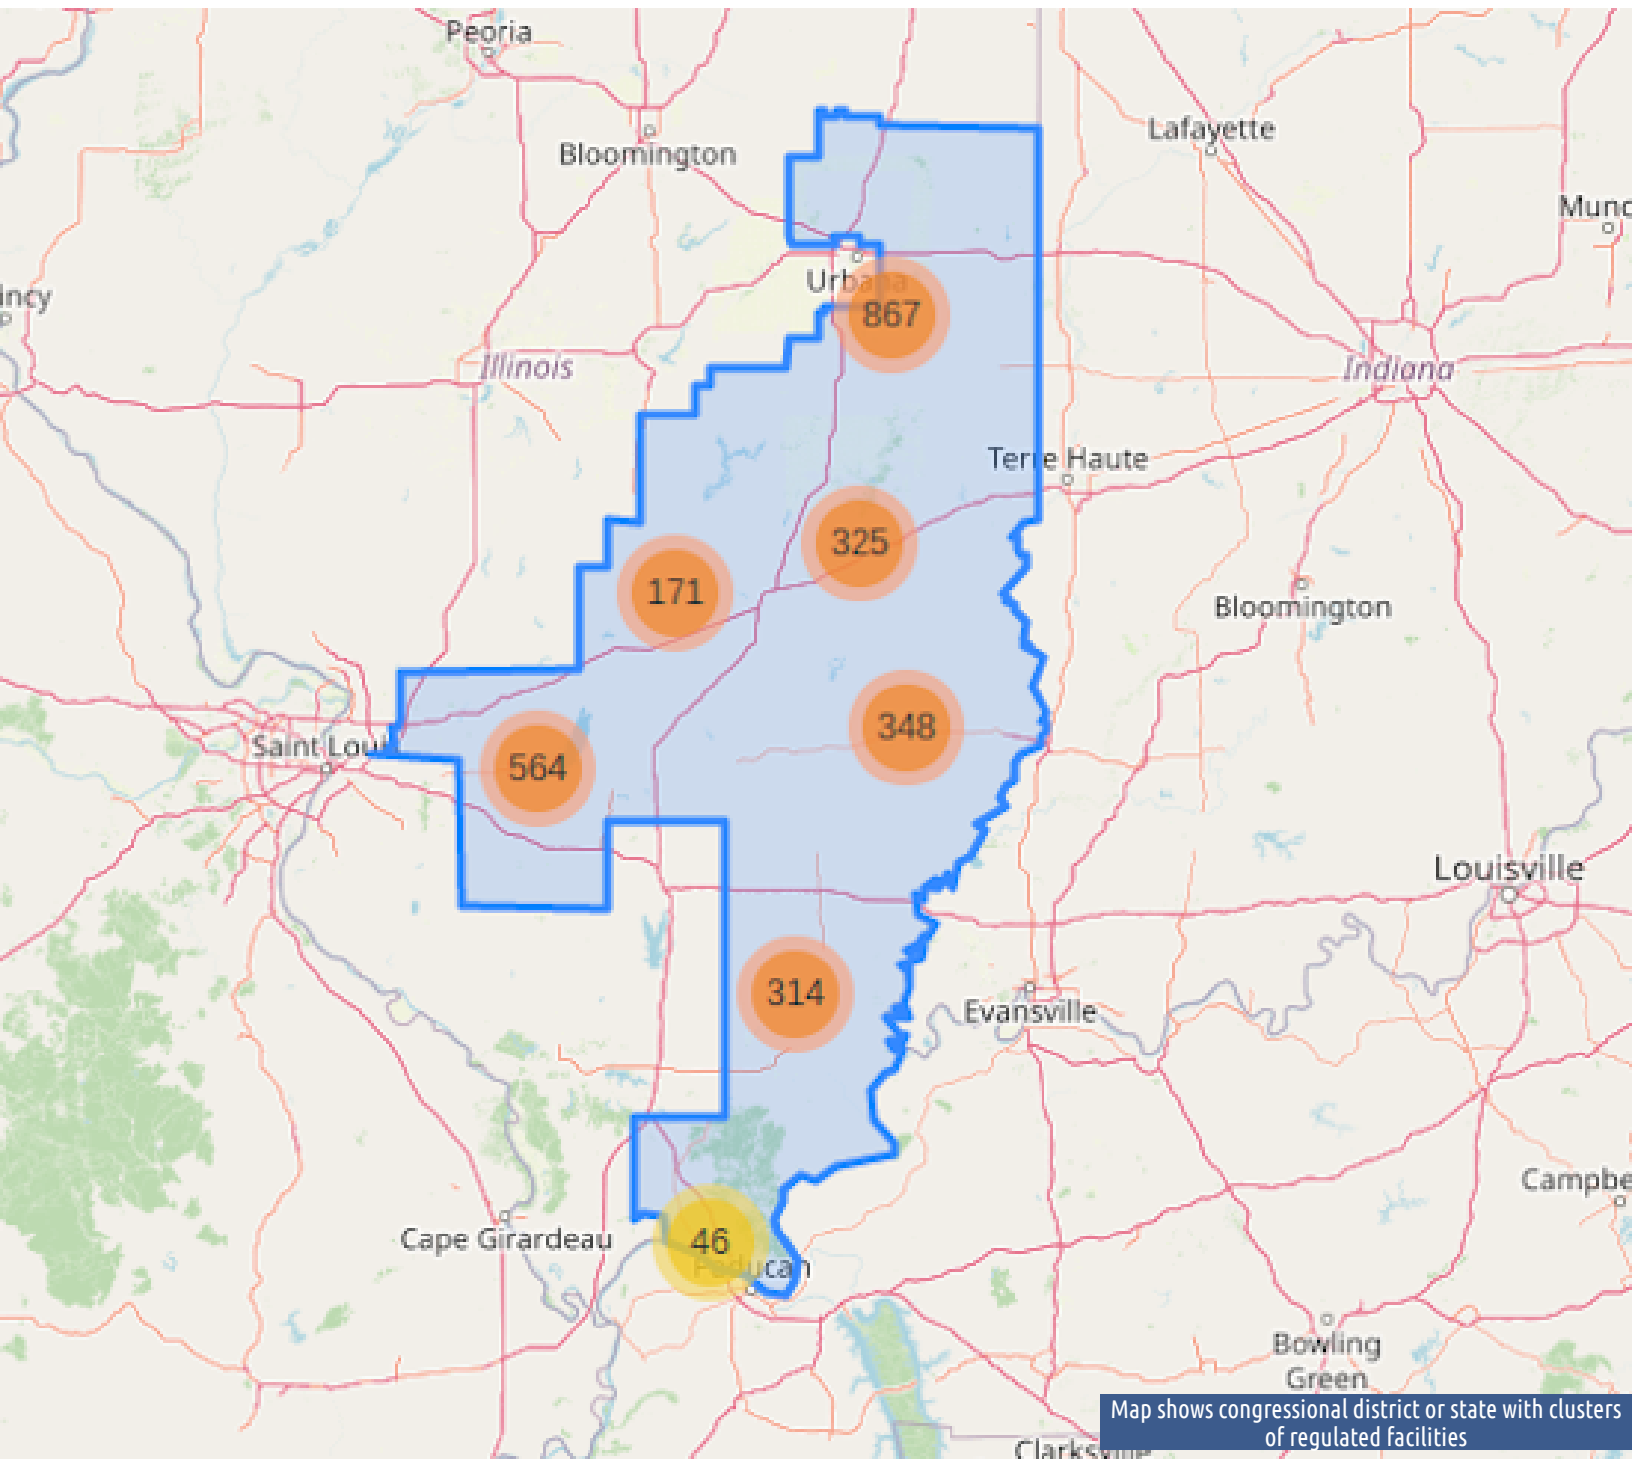 Peoria
Lafayette
Bloomington
Munc
Urbana
incy
867
Illinois
Indiana
Terre Haute
325
171
Bloomington
348
Saint Loui
564
Louisville
314
Evansville
Campbe
Cape Girardeau
46
Paducah
Bowling
Green
Map shows congressional district or state with clusters
of regulated facilities
Clarksville